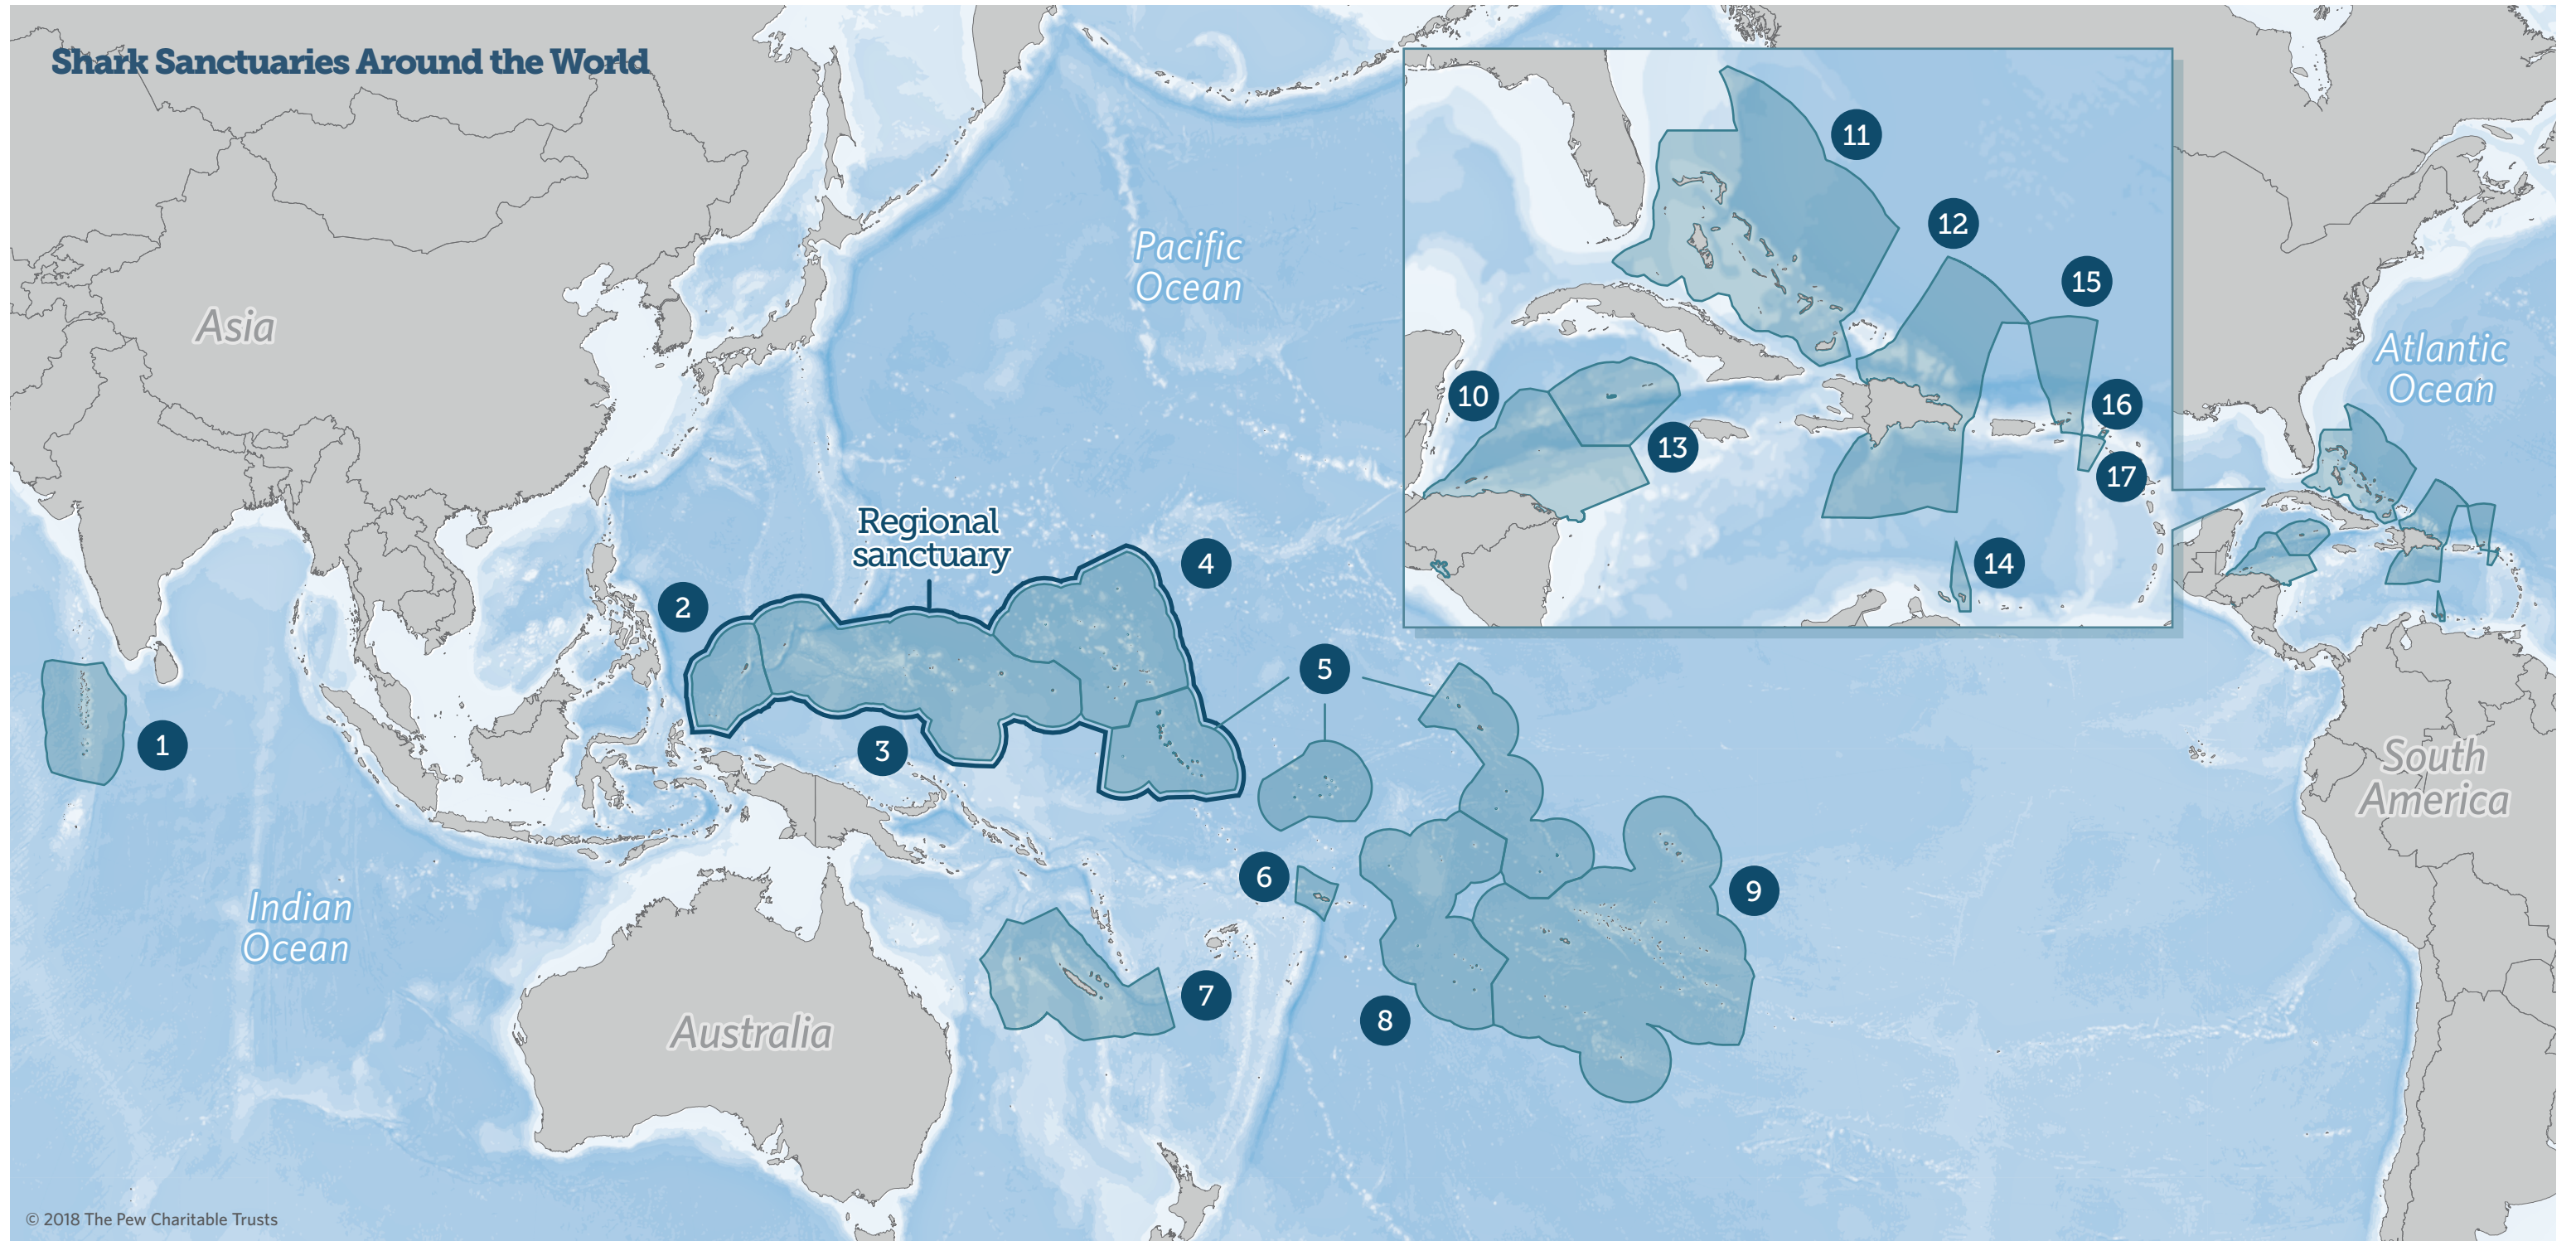 Shark Sanctuaries Around the World
11
Pacific
Ocean
12
15
Asia
Atlantic
Ocean
10
16
13
17
Regional
sanctuary
4
14
2
5
1
3
South
America
6
9
Indian
Ocean
7
8
Australia
© 2018 The Pew Charitable Trusts